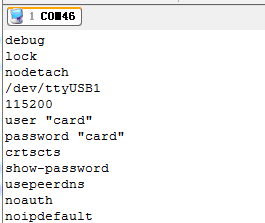 1 COM46
debug
lock
nodetach
/dev/ttyUSB1
115200
user "card"
password "card"
crtscts
show-password
usepeerdns
noauth
noipdefault